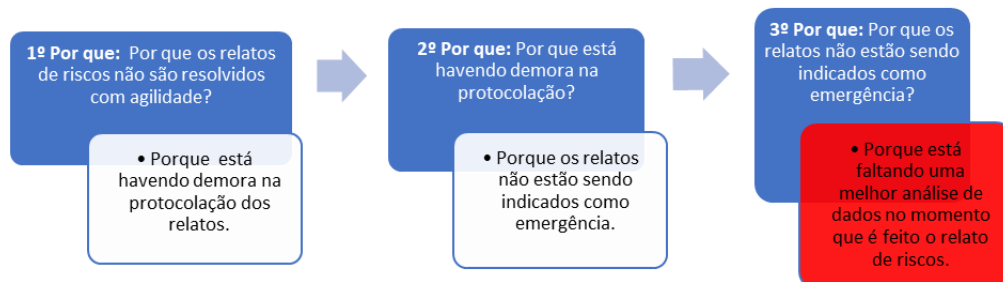 1º Por que: Por que os relatos
de riscos não são resolvidos
com agilidade?
• Porque está
havendo demora na
protocolação dos
relatos.
2º Por que: Por que está
havendo demora na
protocolação?
• Porque os relatos
não estão sendo
indicados como
emergência.
3º Por que: Por que os
relatos não estão sendo
indicados como
emergência?
• Porque está
faltando uma
melhor análise de
dados no momento
que é feito o relato
de riscos.